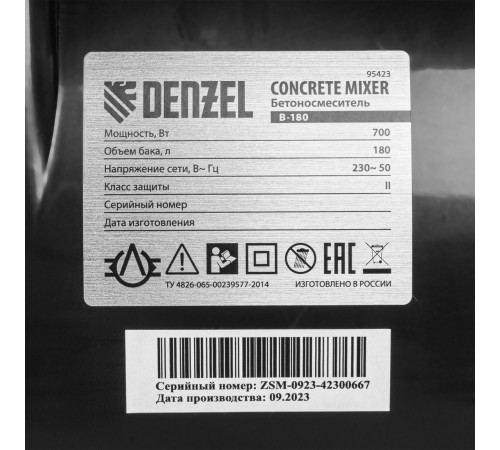 95423
DENZEL CONCRETE MIXER
Бетоносмеситель
B-180
Мощность, Вт 700
Объем бака, л 180
Напряжение сети, В~ Гц 230~ 50
Класс защиты II
Серийный номер
Дата изготовления
EAC
ТУ 4826-065-00239577-2014 ИЗГОТОВЛЕНО В РОССИИ
Серийный номер: ZSM-0923-42300667
Дата производства: 09.2023